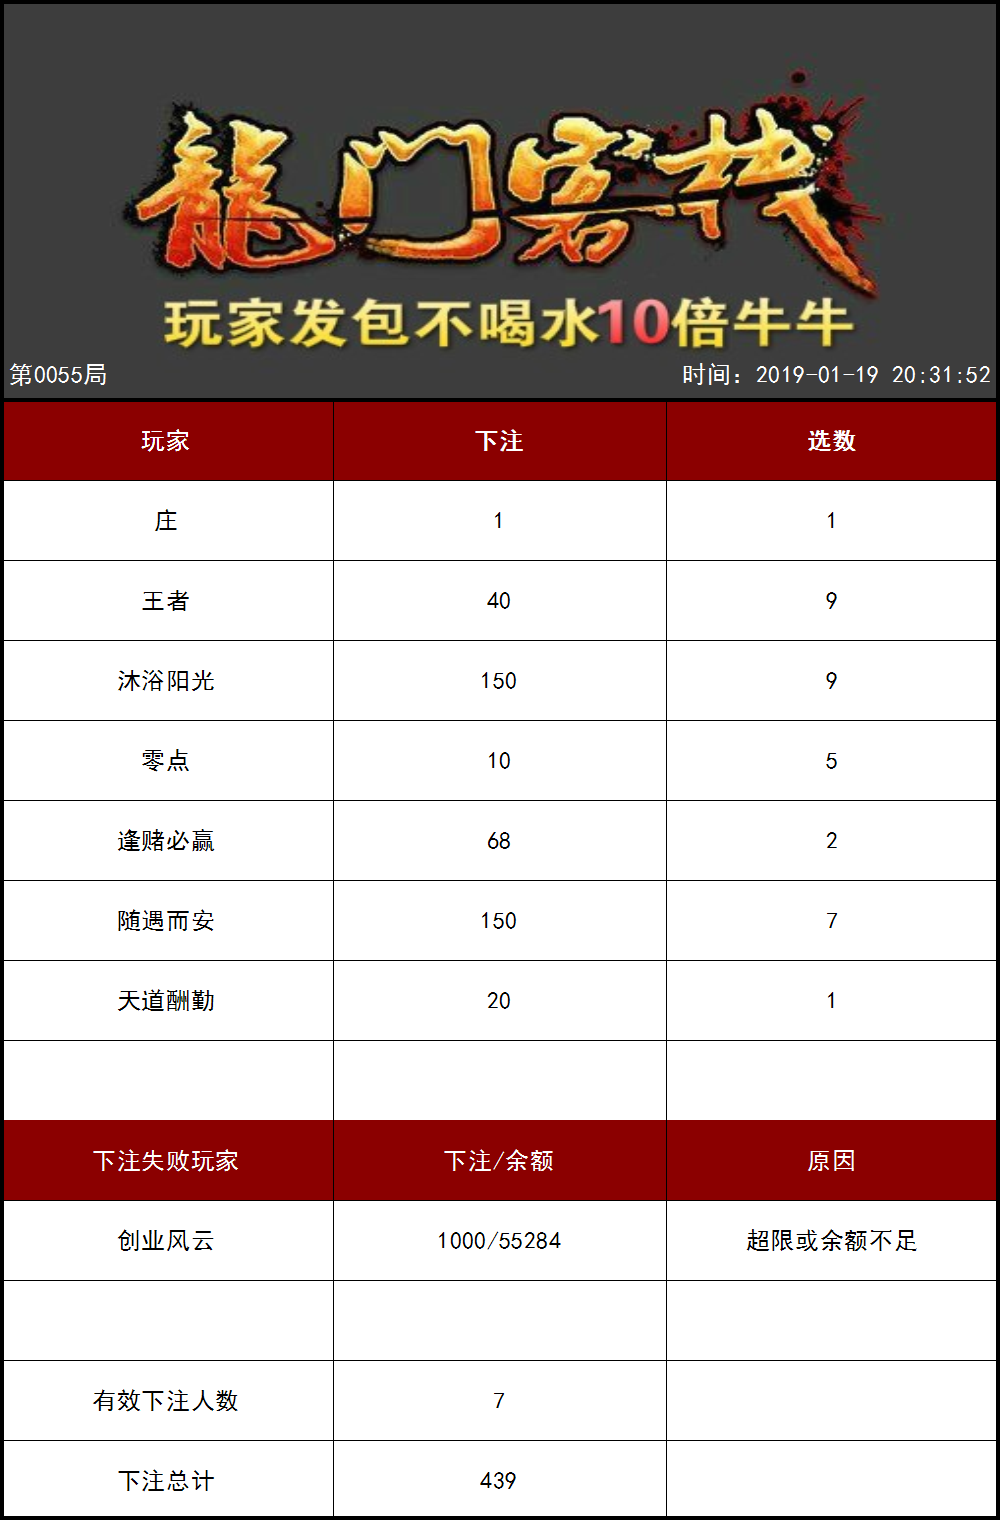 龍门客栈
玩家发包不喝水10倍牛牛
第0055局 时间：2019-01-19 20:31:52
玩家 下注 选数
庄 1 1
王者 40 9
沐浴阳光 150 9
零点 10 5
逢赌必赢 68 2
随遇而安 150 7
天道酬勤 20 1
下注失败玩家 下注/余额 原因
创业风云 1000/55284 超限或余额不足
有效下注人数 7
下注总计 439